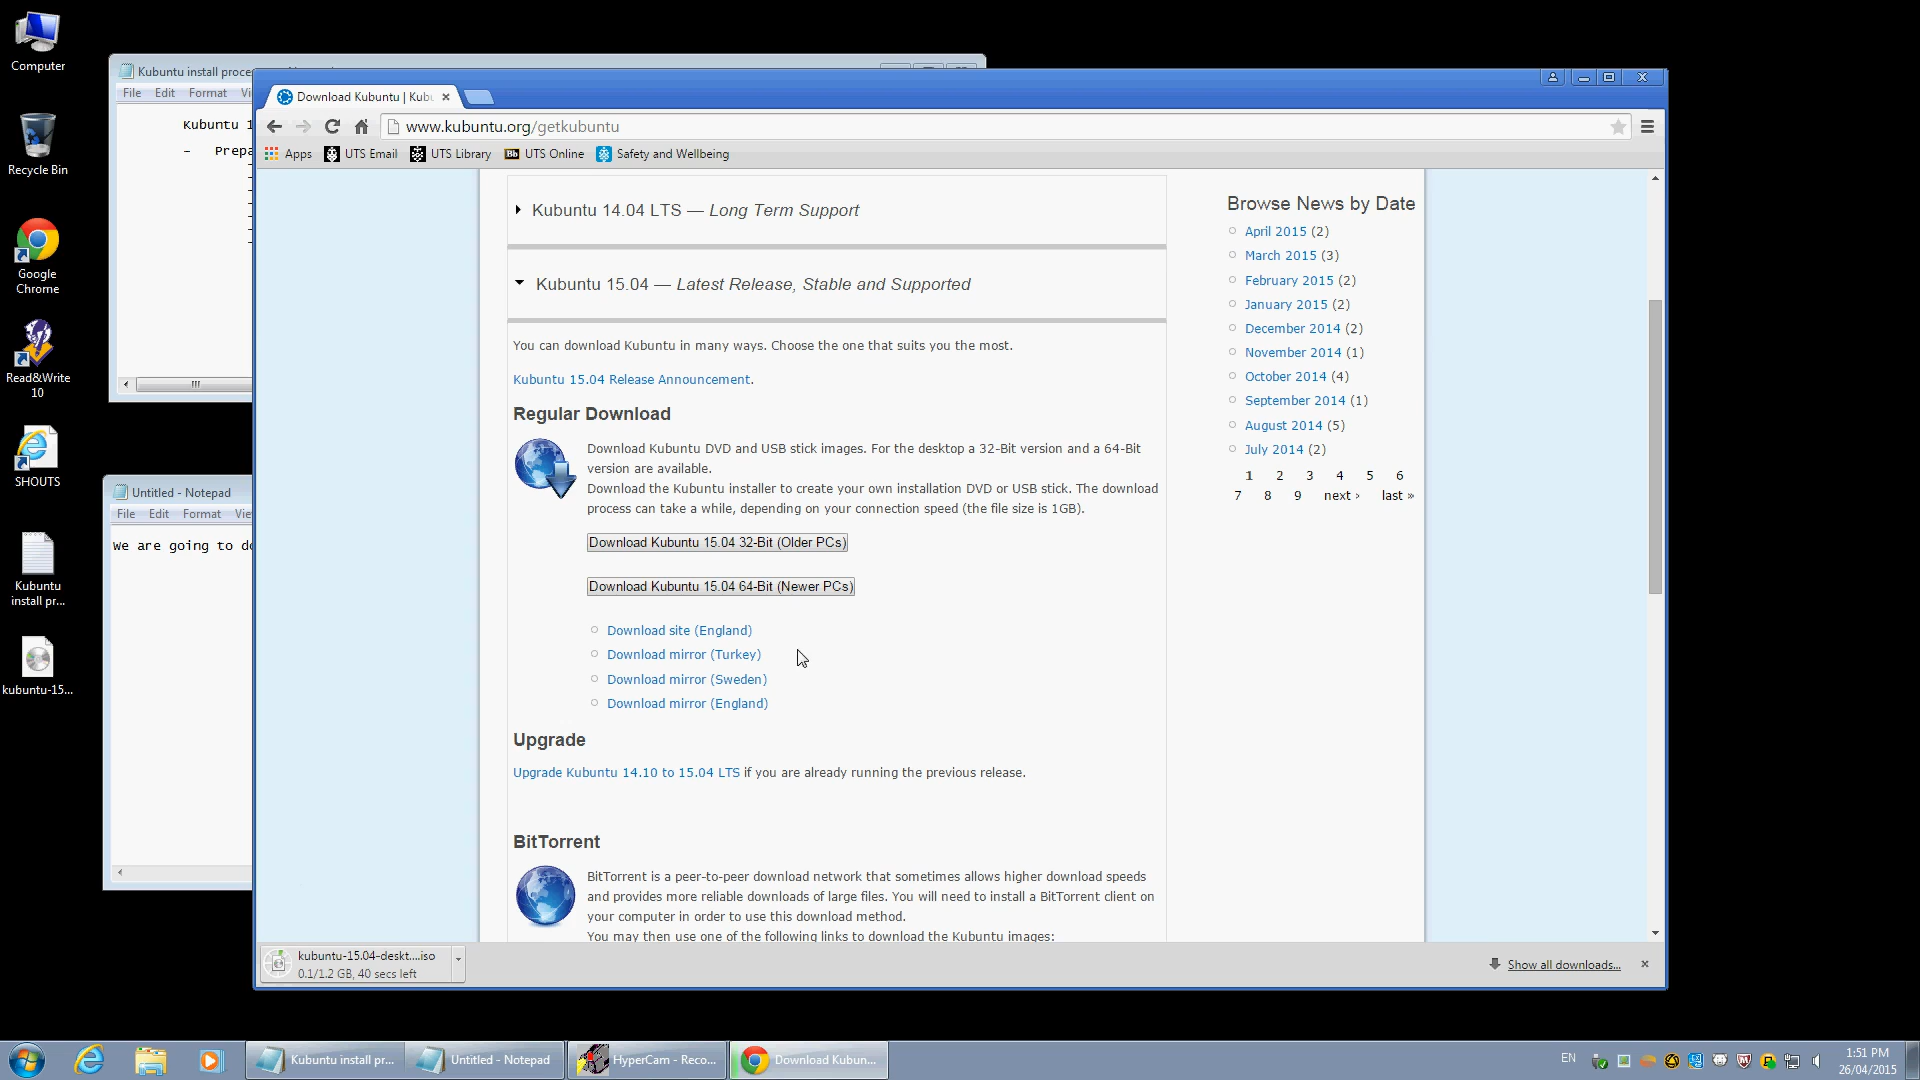 Computer
Recycle Bin
Google
Chrome
Read&Write
10
SHOUTS
Kubuntu
install pr...
kubuntu-15...
Kubuntu install proce
File Edit Format Vi
Kubuntu 1
- Prepa
Untitled - Notepad
File Edit Format Vie
We are going to d
Download Kubuntu | Kub
www.kubuntu.org/getkubuntu
Apps UTS Email UTS Library UTS Online Safety and Wellbeing
Kubuntu 14.04 LTS — Long Term Support
Kubuntu 15.04 — Latest Release, Stable and Supported
You can download Kubuntu in many ways. Choose the one that suits you the most.
Kubuntu 15.04 Release Announcement.
Regular Download
Download Kubuntu DVD and USB stick images. For the desktop a 32-Bit version and a 64-Bit
version are available.
Download the Kubuntu installer to create your own installation DVD or USB stick. The download
process can take a while, depending on your connection speed (the file size is 1GB).
Download Kubuntu 15.04 32-Bit (Older PCs)
Download Kubuntu 15.04 64-Bit (Newer PCs)
Download site (England)
Download mirror (Turkey)
Download mirror (Sweden)
Download mirror (England)
Upgrade
Upgrade Kubuntu 14.10 to 15.04 LTS if you are already running the previous release.
BitTorrent
BitTorrent is a peer-to-peer download network that sometimes allows higher download speeds
and provides more reliable downloads of large files. You will need to install a BitTorrent client on
your computer in order to use this download method.
You may then use one of the following links to download the Kubuntu images:
Browse News by Date
April 2015 (2)
March 2015 (3)
February 2015 (2)
January 2015 (2)
December 2014 (2)
November 2014 (1)
October 2014 (4)
September 2014 (1)
August 2014 (5)
July 2014 (2)
1 2 3 4 5 6
7 8 9 next › last »
kubuntu-15.04-deskt....iso
0.1/1.2 GB, 40 secs left
Show all downloads...
Kubuntu install pr... Untitled - Notepad HyperCam - Reco... Download Kubun...
EN
1:51 PM
26/04/2015